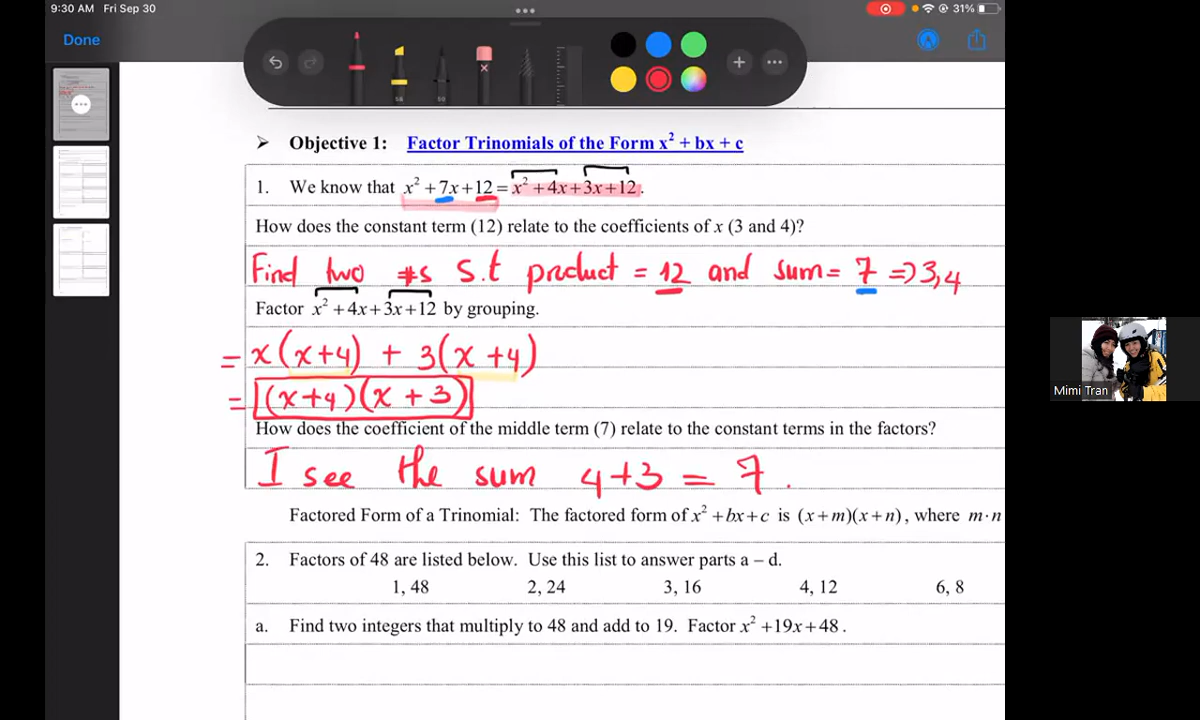 9:30 AM Fri Sep 30
31%
Done
➤ Objective 1: Factor Trinomials of the Form x² + bx + c
1. We know that x² + 7x + 12 = x² + 4x + 3x + 12.
How does the constant term (12) relate to the coefficients of x (3 and 4)?
Find two #s s.t product = 12 and sum = 7 => 3,4
Factor x² + 4x + 3x + 12 by grouping.
= x(x+4) + 3(x+4)
= (x+4)(x+3)
How does the coefficient of the middle term (7) relate to the constant terms in the factors?
I see the sum 4+3 = 7.
Factored Form of a Trinomial: The factored form of x² + bx + c is (x + m)(x + n), where m·n
2. Factors of 48 are listed below. Use this list to answer parts a – d.
1, 48 2, 24 3, 16 4, 12 6, 8
a. Find two integers that multiply to 48 and add to 19. Factor x² + 19x + 48.
Mimi Tran